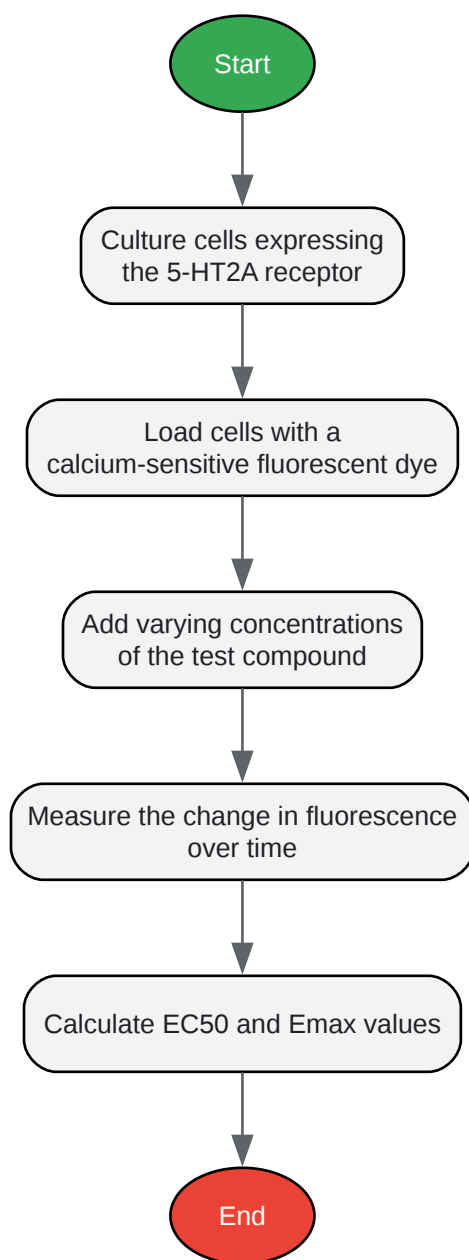 Start
Culture cells expressing
the 5-HT2A receptor
Load cells with a
calcium-sensitive fluorescent dye
Add varying concentrations
of the test compound
Measure the change in fluorescence
over time
Calculate EC50 and Emax values
End